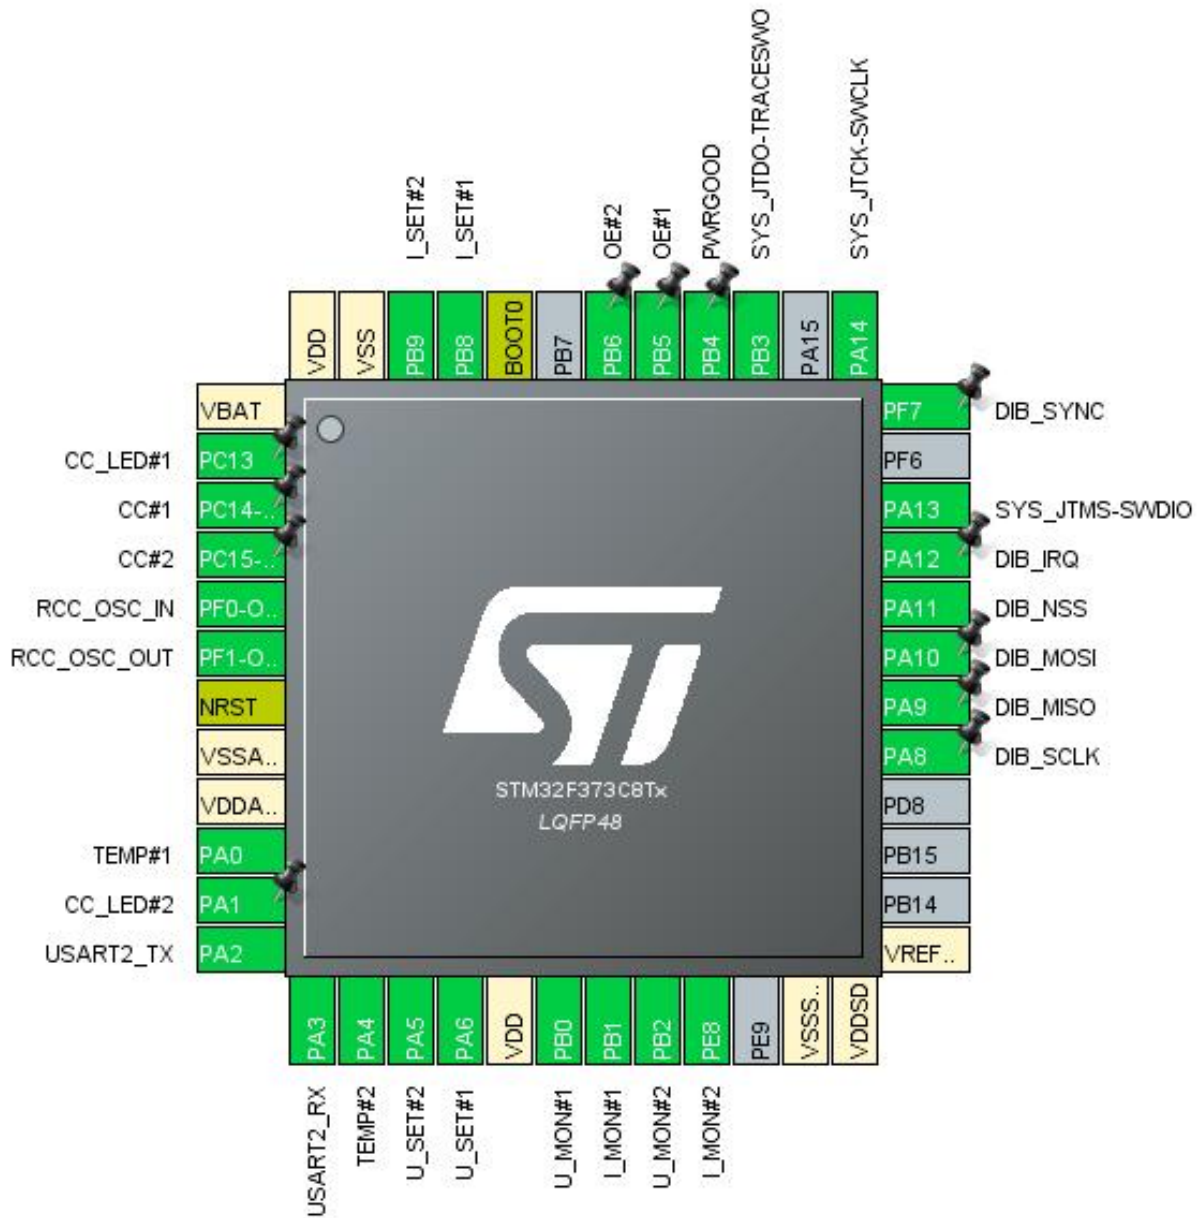 I_SET#2
I_SET#1
OE#2
OE#1
PWRGOOD
SYS_JTDO-TRACESWO
SYS_JTCK-SWCLK
VDD
VSS
PB9
PB8
BOOT0
PB7
PB6
PB5
PB4
PB3
PA15
PA14
VBAT
CC_LED#1 PC13
CC#1 PC14-..
CC#2 PC15-..
RCC_OSC_IN PF0-O..
RCC_OSC_OUT PF1-O..
NRST
VSSA..
VDDA..
TEMP#1 PA0
CC_LED#2 PA1
USART2_TX PA2
ST
STM32F373C8Tx
LQFP48
PF7 DIB_SYNC
PF6
PA13 SYS_JTMS-SWDIO
PA12 DIB_IRQ
PA11 DIB_NSS
PA10 DIB_MOSI
PA9 DIB_MISO
PA8 DIB_SCLK
PD8
PB15
PB14
VREF..
PA3
PA4
PA5
PA6
VDD
PB0
PB1
PB2
PE8
PE9
VSSS..
VDDSD
USART2_RX
TEMP#2
U_SET#2
U_SET#1
U_MON#1
I_MON#1
U_MON#2
I_MON#2